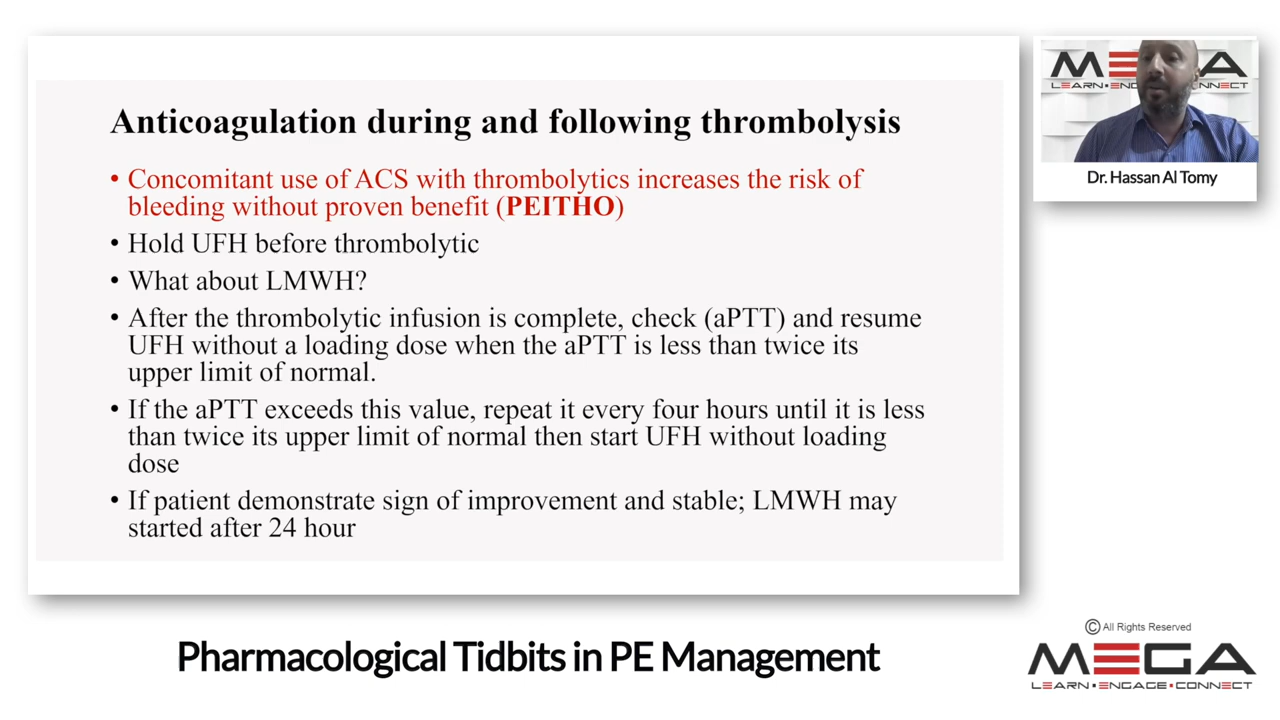 Anticoagulation during and following thrombolysis
• Concomitant use of ACS with thrombolytics increases the risk of
bleeding without proven benefit (PEITHO)
• Hold UFH before thrombolytic
• What about LMWH?
• After the thrombolytic infusion is complete, check (aPTT) and resume
UFH without a loading dose when the aPTT is less than twice its
upper limit of normal.
• If the aPTT exceeds this value, repeat it every four hours until it is less
than twice its upper limit of normal then start UFH without loading
dose
• If patient demonstrate sign of improvement and stable; LMWH may
started after 24 hour
Dr. Hassan Al Tomy
Pharmacological Tidbits in PE Management
© All Rights Reserved
MEGA
LEARN • ENGAGE • CONNECT